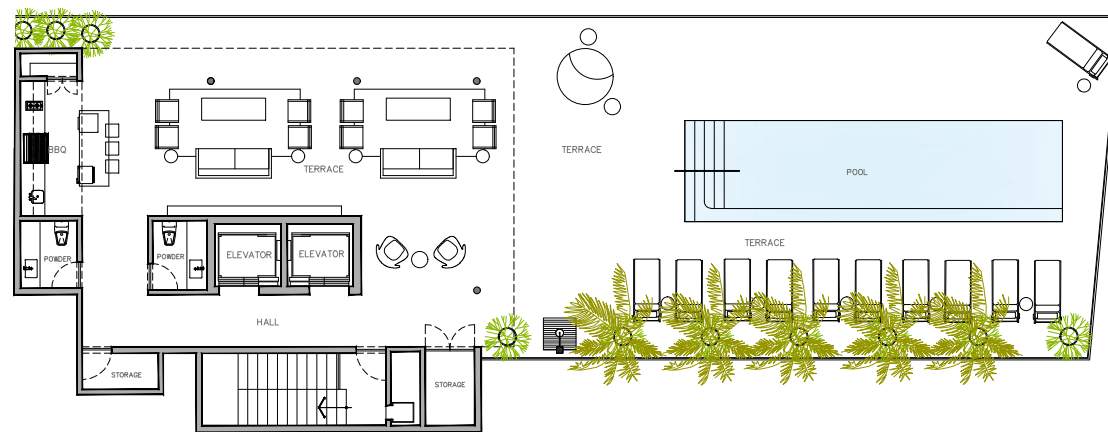 BBQ
TERRACE
TERRACE
POOL
TERRACE
POWDER
POWDER
ELEVATOR
ELEVATOR
HALL
STORAGE
STORAGE